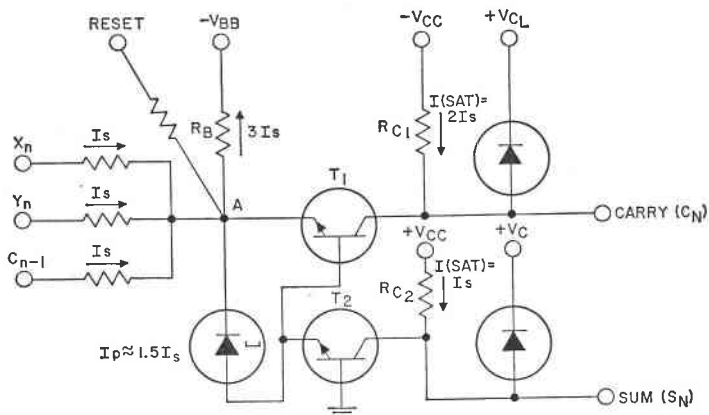 RESET
-VBB
-VCC
+VCL
RB
3Is
I(SAT)=
2Is
RC1
Xn
Is
Yn
Is
Cn-1
Is
A
T1
CARRY (CN)
+VCC
+VC
I(SAT)=
Is
RC2
T2
Ip≈1.5Is
SUM (SN)